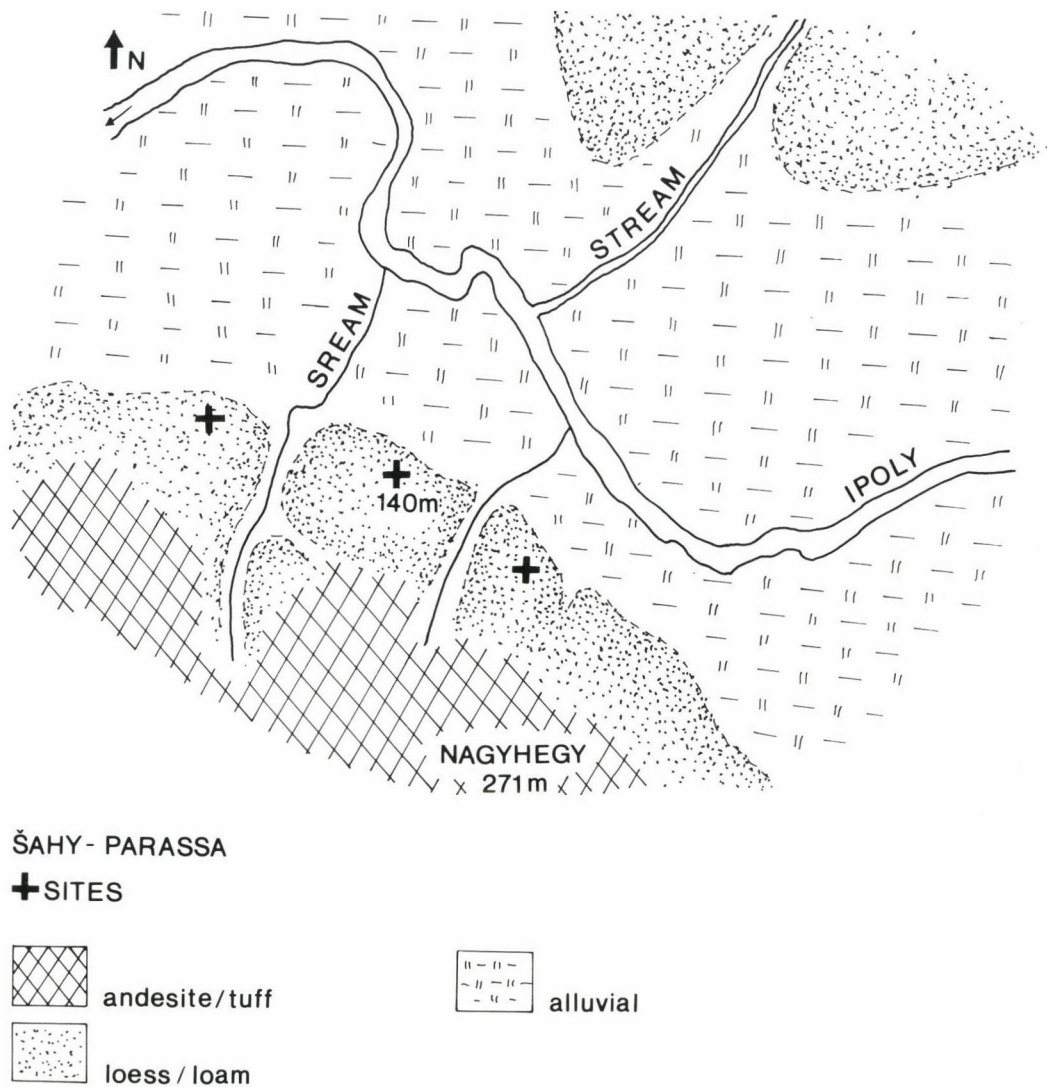 N
STREAM
SREAM
IPOLY
140m
NAGYHEGY
271m
ŠAHY - PARASSA
SITES
andesite/tuff
alluvial
loess / loam